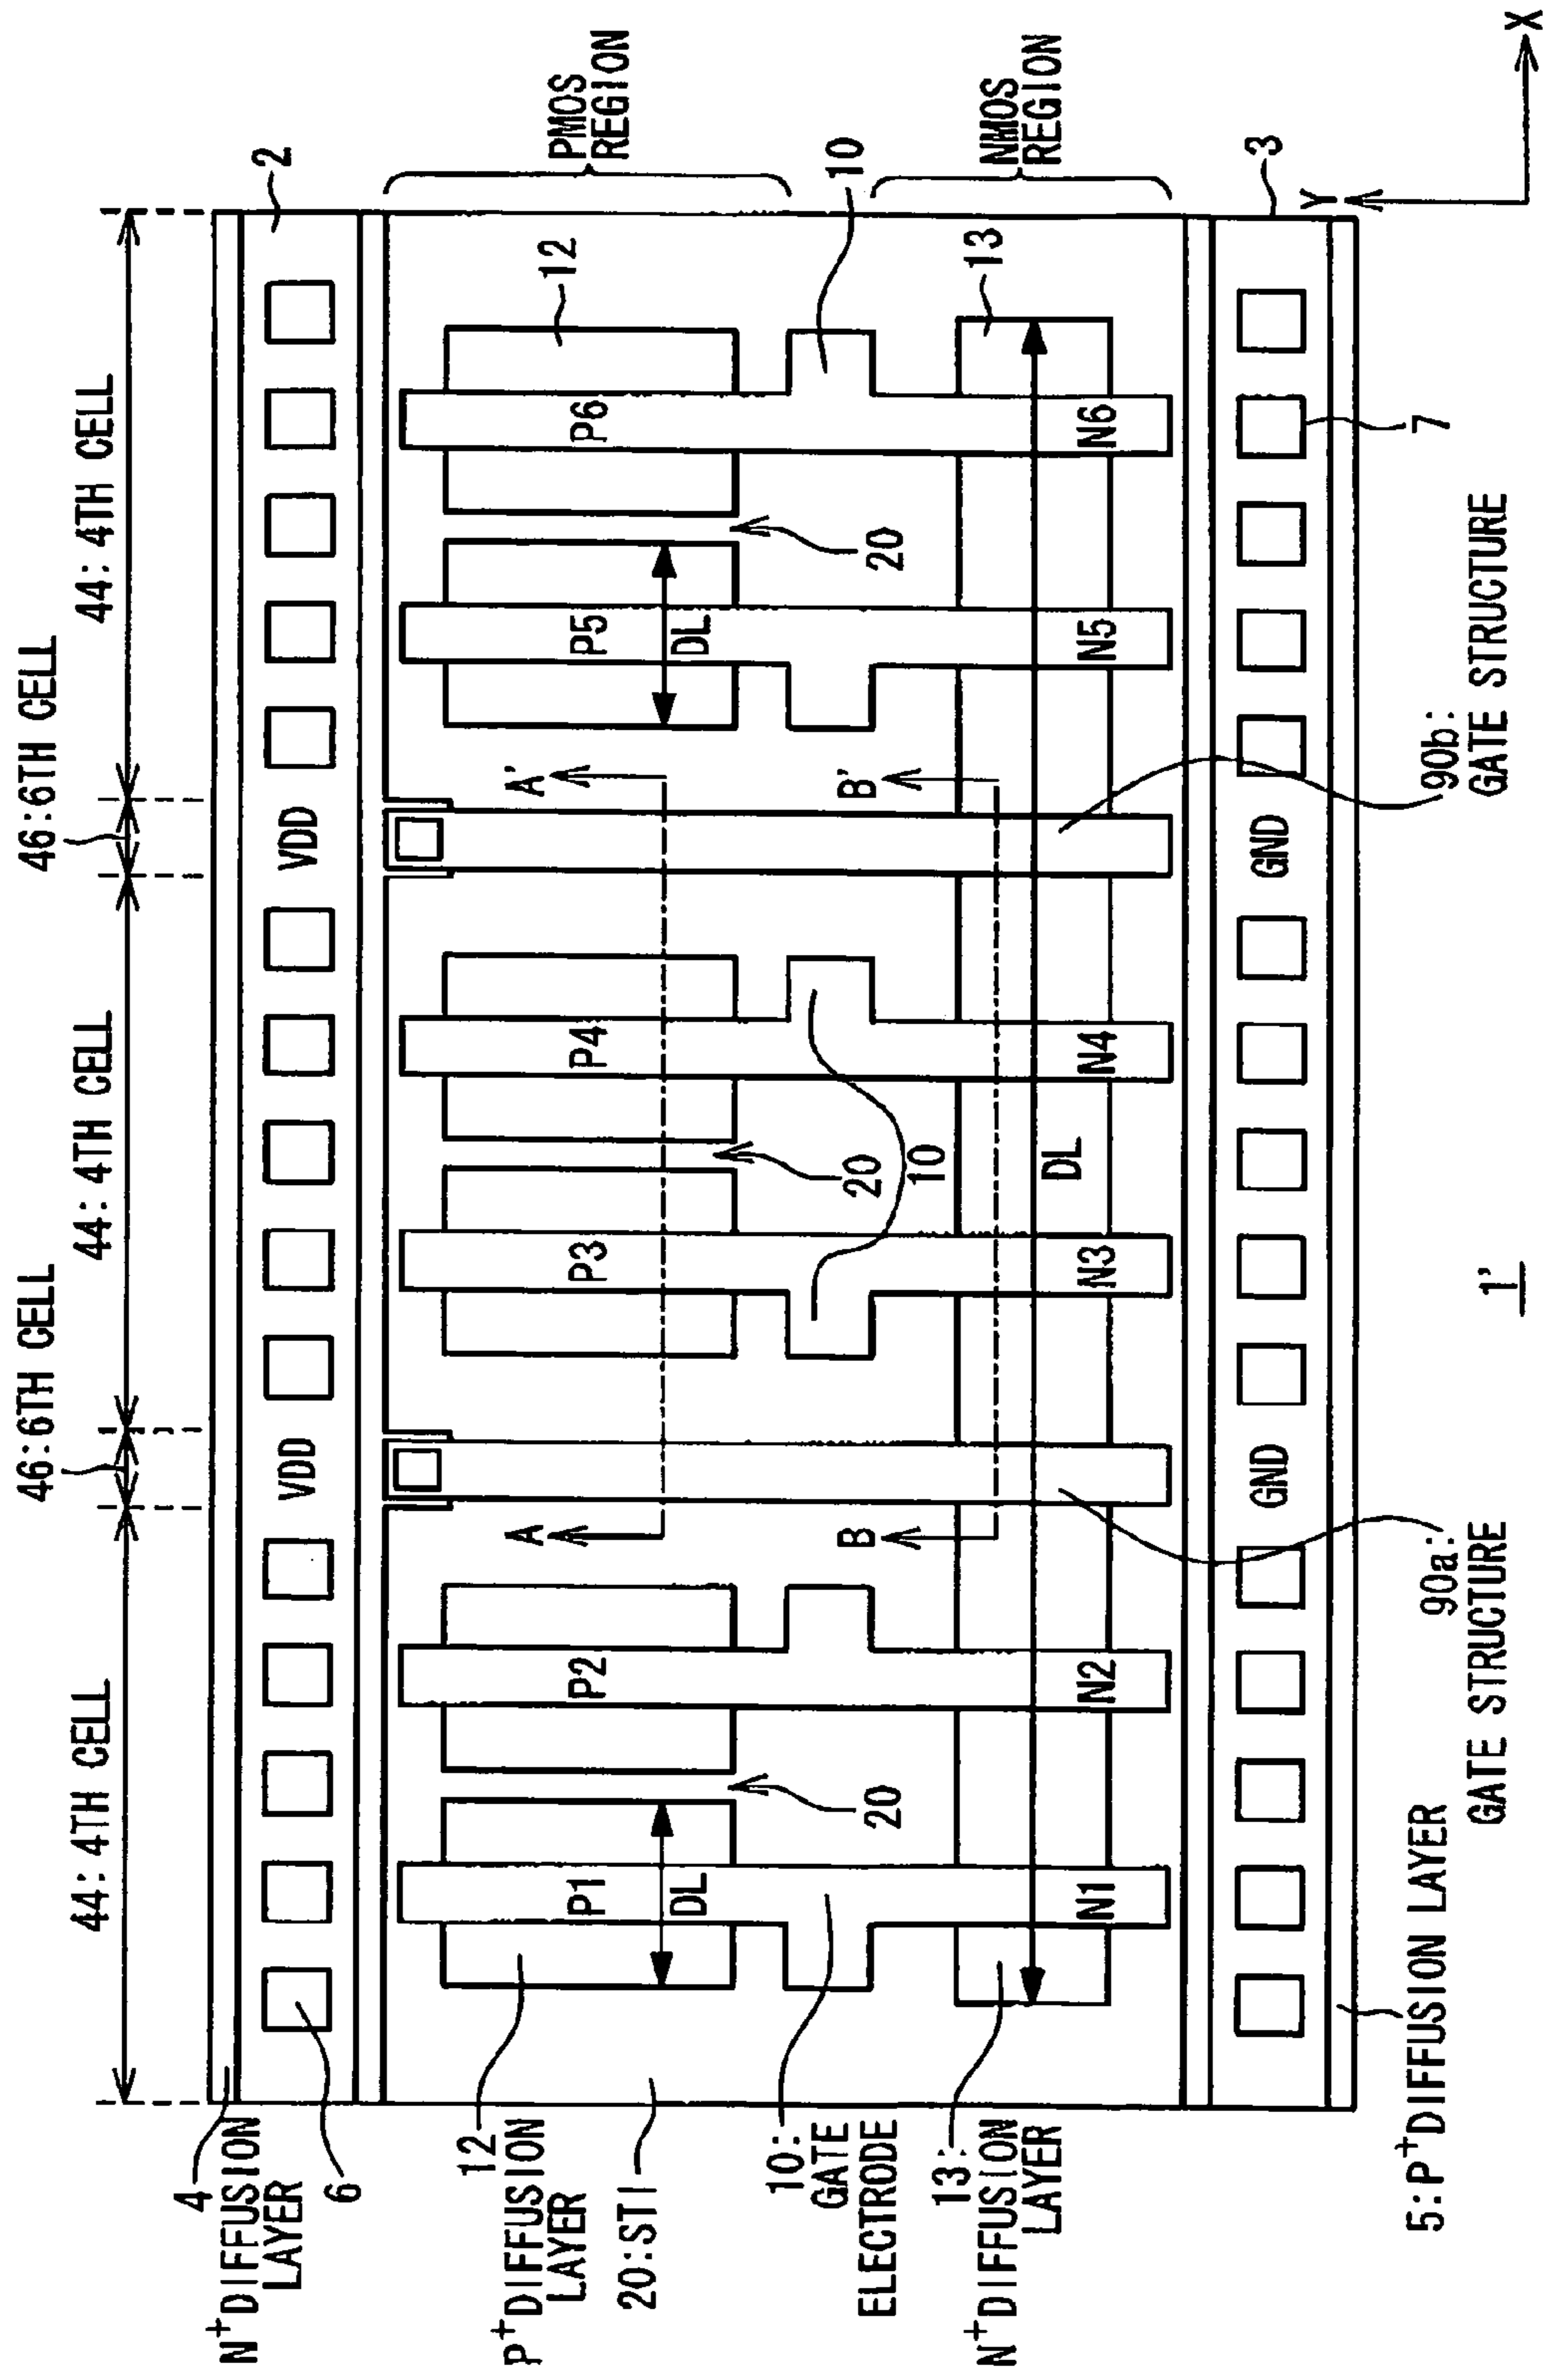 46:6TH CELL
46:6TH CELL
44:4TH CELL
44:4TH CELL
44:4TH CELL
4
N+DIFFUSION
LAYER
VDD
VDD
2
6
12
P+DIFFUSION
LAYER
A
A'
P1
P2
P3
P4
P5
P6
12
PMOS
REGION
20:STI
DL
DL
10:
GATE
ELECTRODE
20
20
20
10
10
B
B'
13:
N+DIFFUSION
LAYER
DL
13
NMOS
REGION
N1
N2
N3
N4
N5
N6
GND
GND
3
Y
X
5:P+DIFFUSION LAYER
90a:
GATE STRUCTURE
90b:
GATE STRUCTURE
7
1'